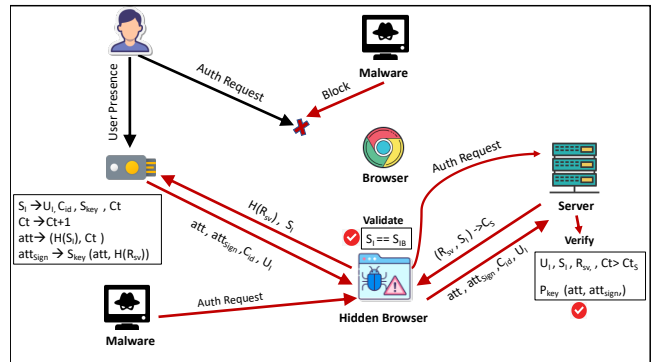 Malware
Auth Request
Block
User Presence
Browser
Auth Request
Server
S_I →U_I, C_id, S_key , Ct
Ct →Ct+1
att→ (H(S_I), Ct )
att_Sign → S_key (att, H(R_sv))
H(R_sv), S_I
att, att_Sign ,C_id, U_I
Validate
S_I == S_IB
(R_sv , S_I) ->C_S
att, att_Sign ,C_id, U_I
Verify
U_I , S_I , R_sv, , Ct> Ct_S
P_key (att, att_sign,)
Auth Request
Hidden Browser
Malware